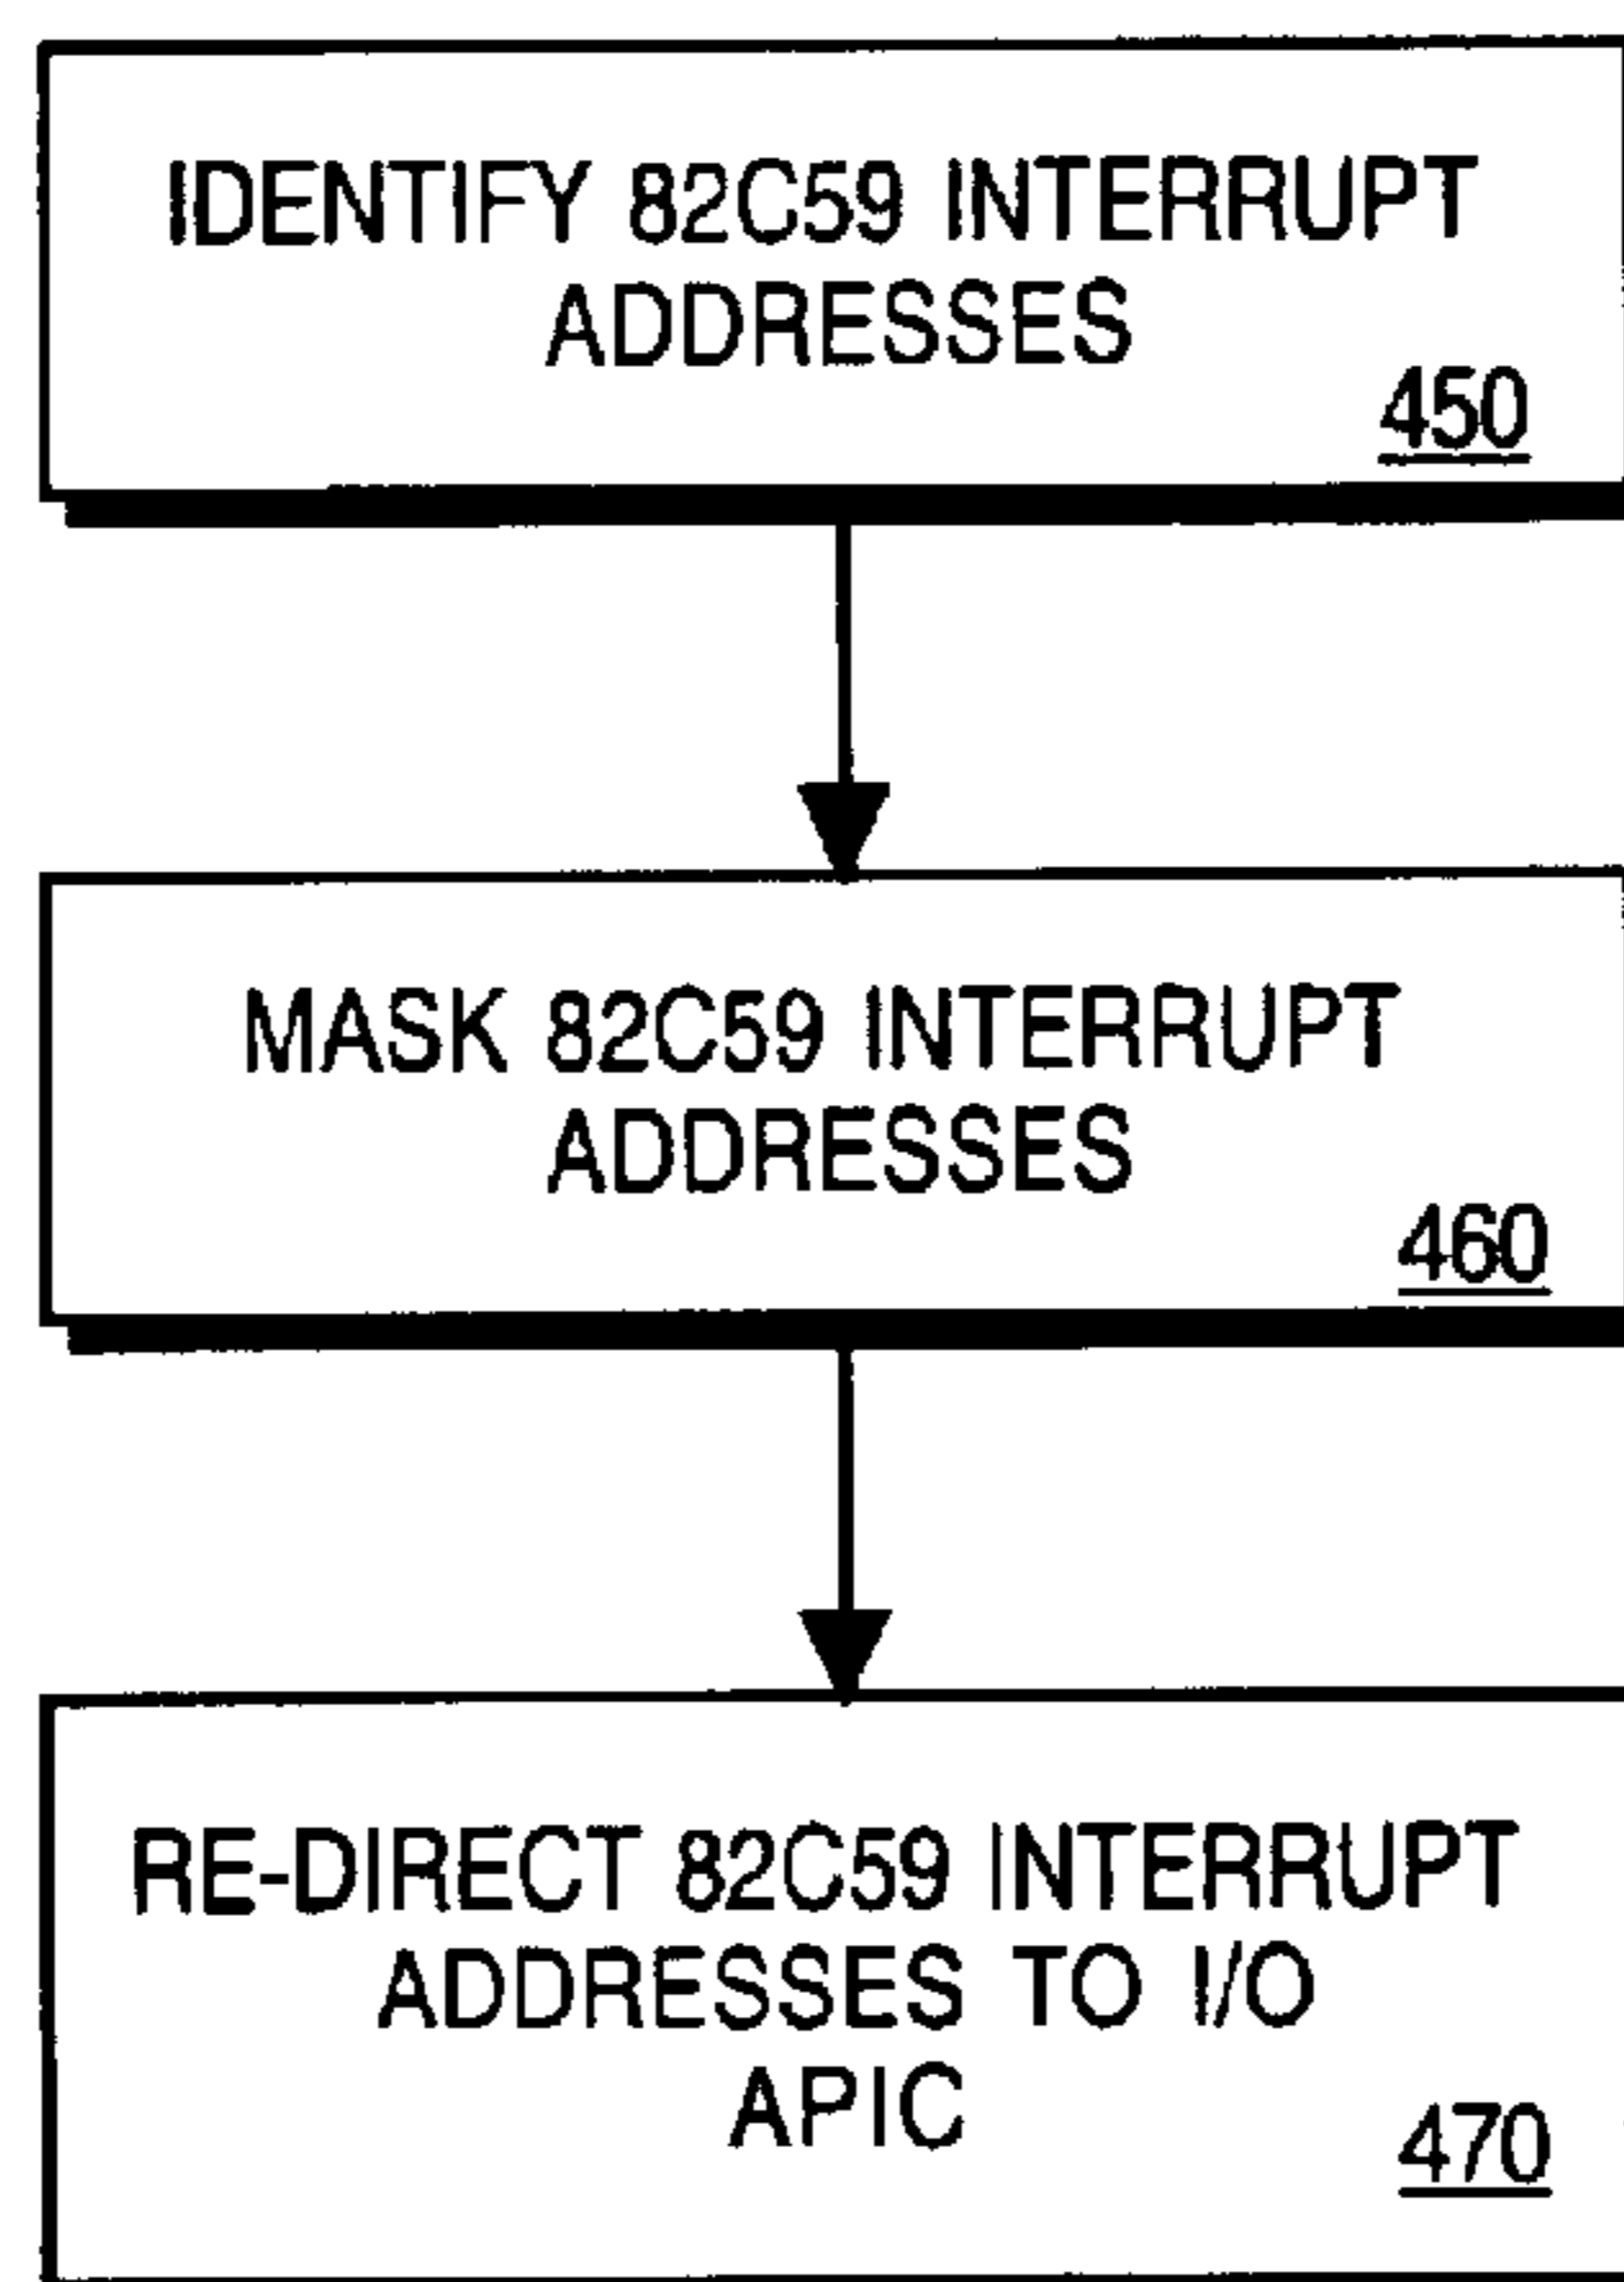 IDENTIFY 82C59 INTERRUPT
ADDRESSES
450
MASK 82C59 INTERRUPT
ADDRESSES
460
RE-DIRECT 82C59 INTERRUPT
ADDRESSES TO I/O
APIC
470